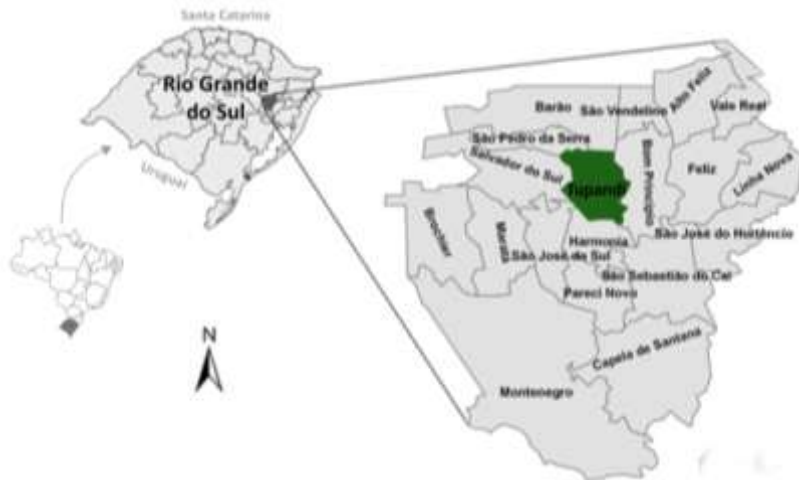 Santa Catarina
Rio Grande
do Sul
Uruguai
N
Barão
São Vendelino
Alto Feliz
Vale Real
São Pedro da Serra
Salvador do Sul
Tupandi
Bom Princípio
Feliz
Linha Nova
Brochier
Maratá
São José do Sul
Harmonia
São José do Hortêncio
São Sebastião do Caí
Pareci Novo
Capela de Santana
Montenegro